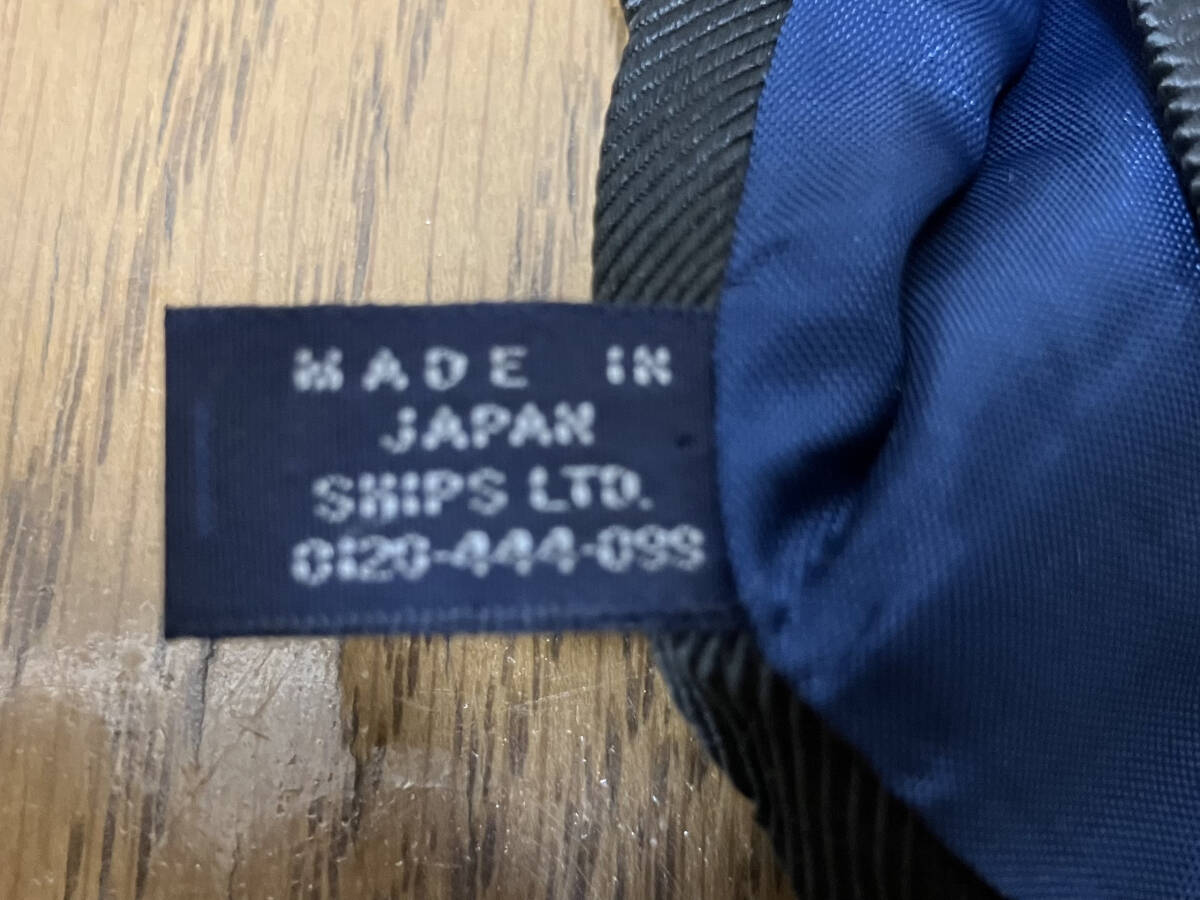 MADE IN
JAPAN
SHIPS LTD.
0120-444-099